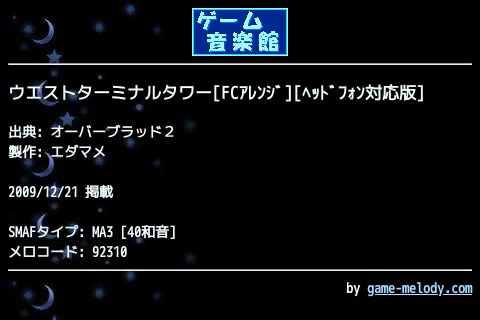 ゲーム
音楽館
ウエストターミナルタワー[FCｱﾚﾝｼﾞ][ﾍｯﾄﾞﾌｫﾝ対応版]
出典: オーバーブラッド２
製作: エダマメ
2009/12/21 掲載
SMAFタイプ: MA3 [40和音]
メロコード: 92310
by game-melody.com